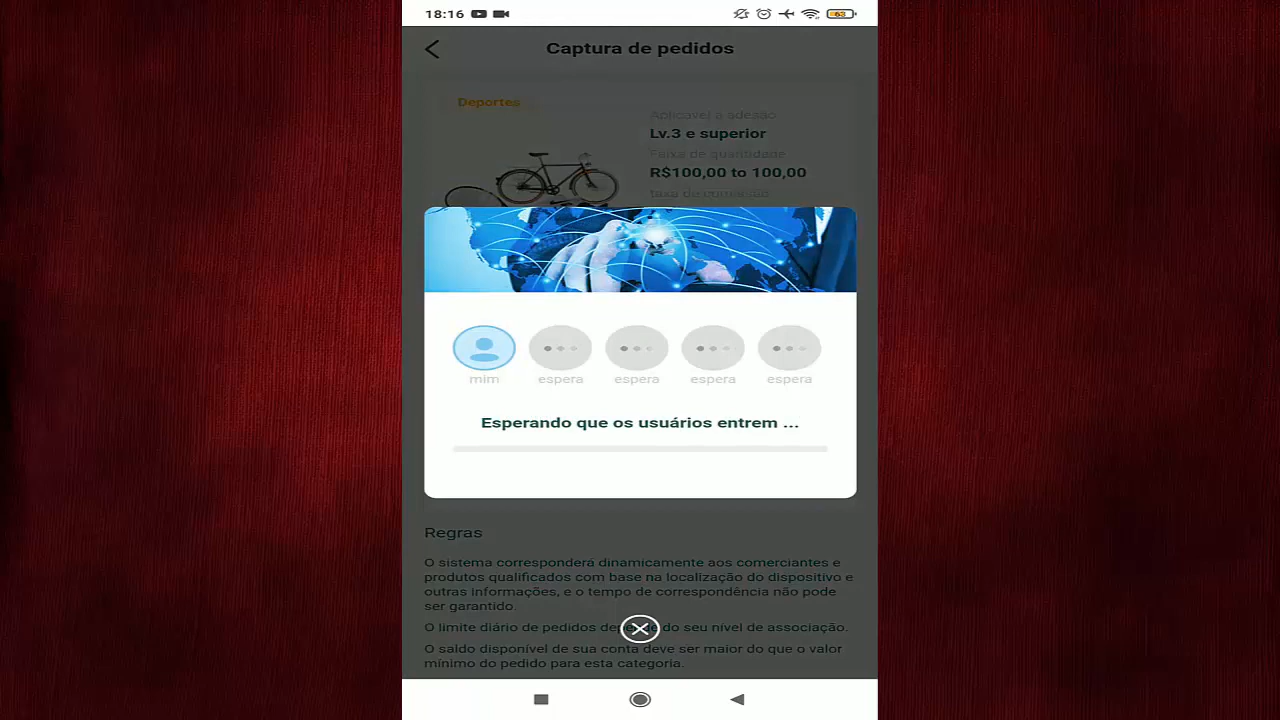 18:16
63
Captura de pedidos
Deportes
Aplicável à adesão
Lv.3 e superior
Faixa de quantidade
R$100,00 to 100,00
taxa de comissão
mim
espera
espera
espera
espera
Esperando que os usuários entrem ...
Regras
O sistema corresponderá dinamicamente aos comerciantes e
produtos qualificados com base na localização do dispositivo e
outras informações, e o tempo de correspondência não pode
ser garantido.
O limite diário de pedidos depende do seu nível de associação.
O saldo disponível de sua conta deve ser maior do que o valor
mínimo do pedido para esta categoria.